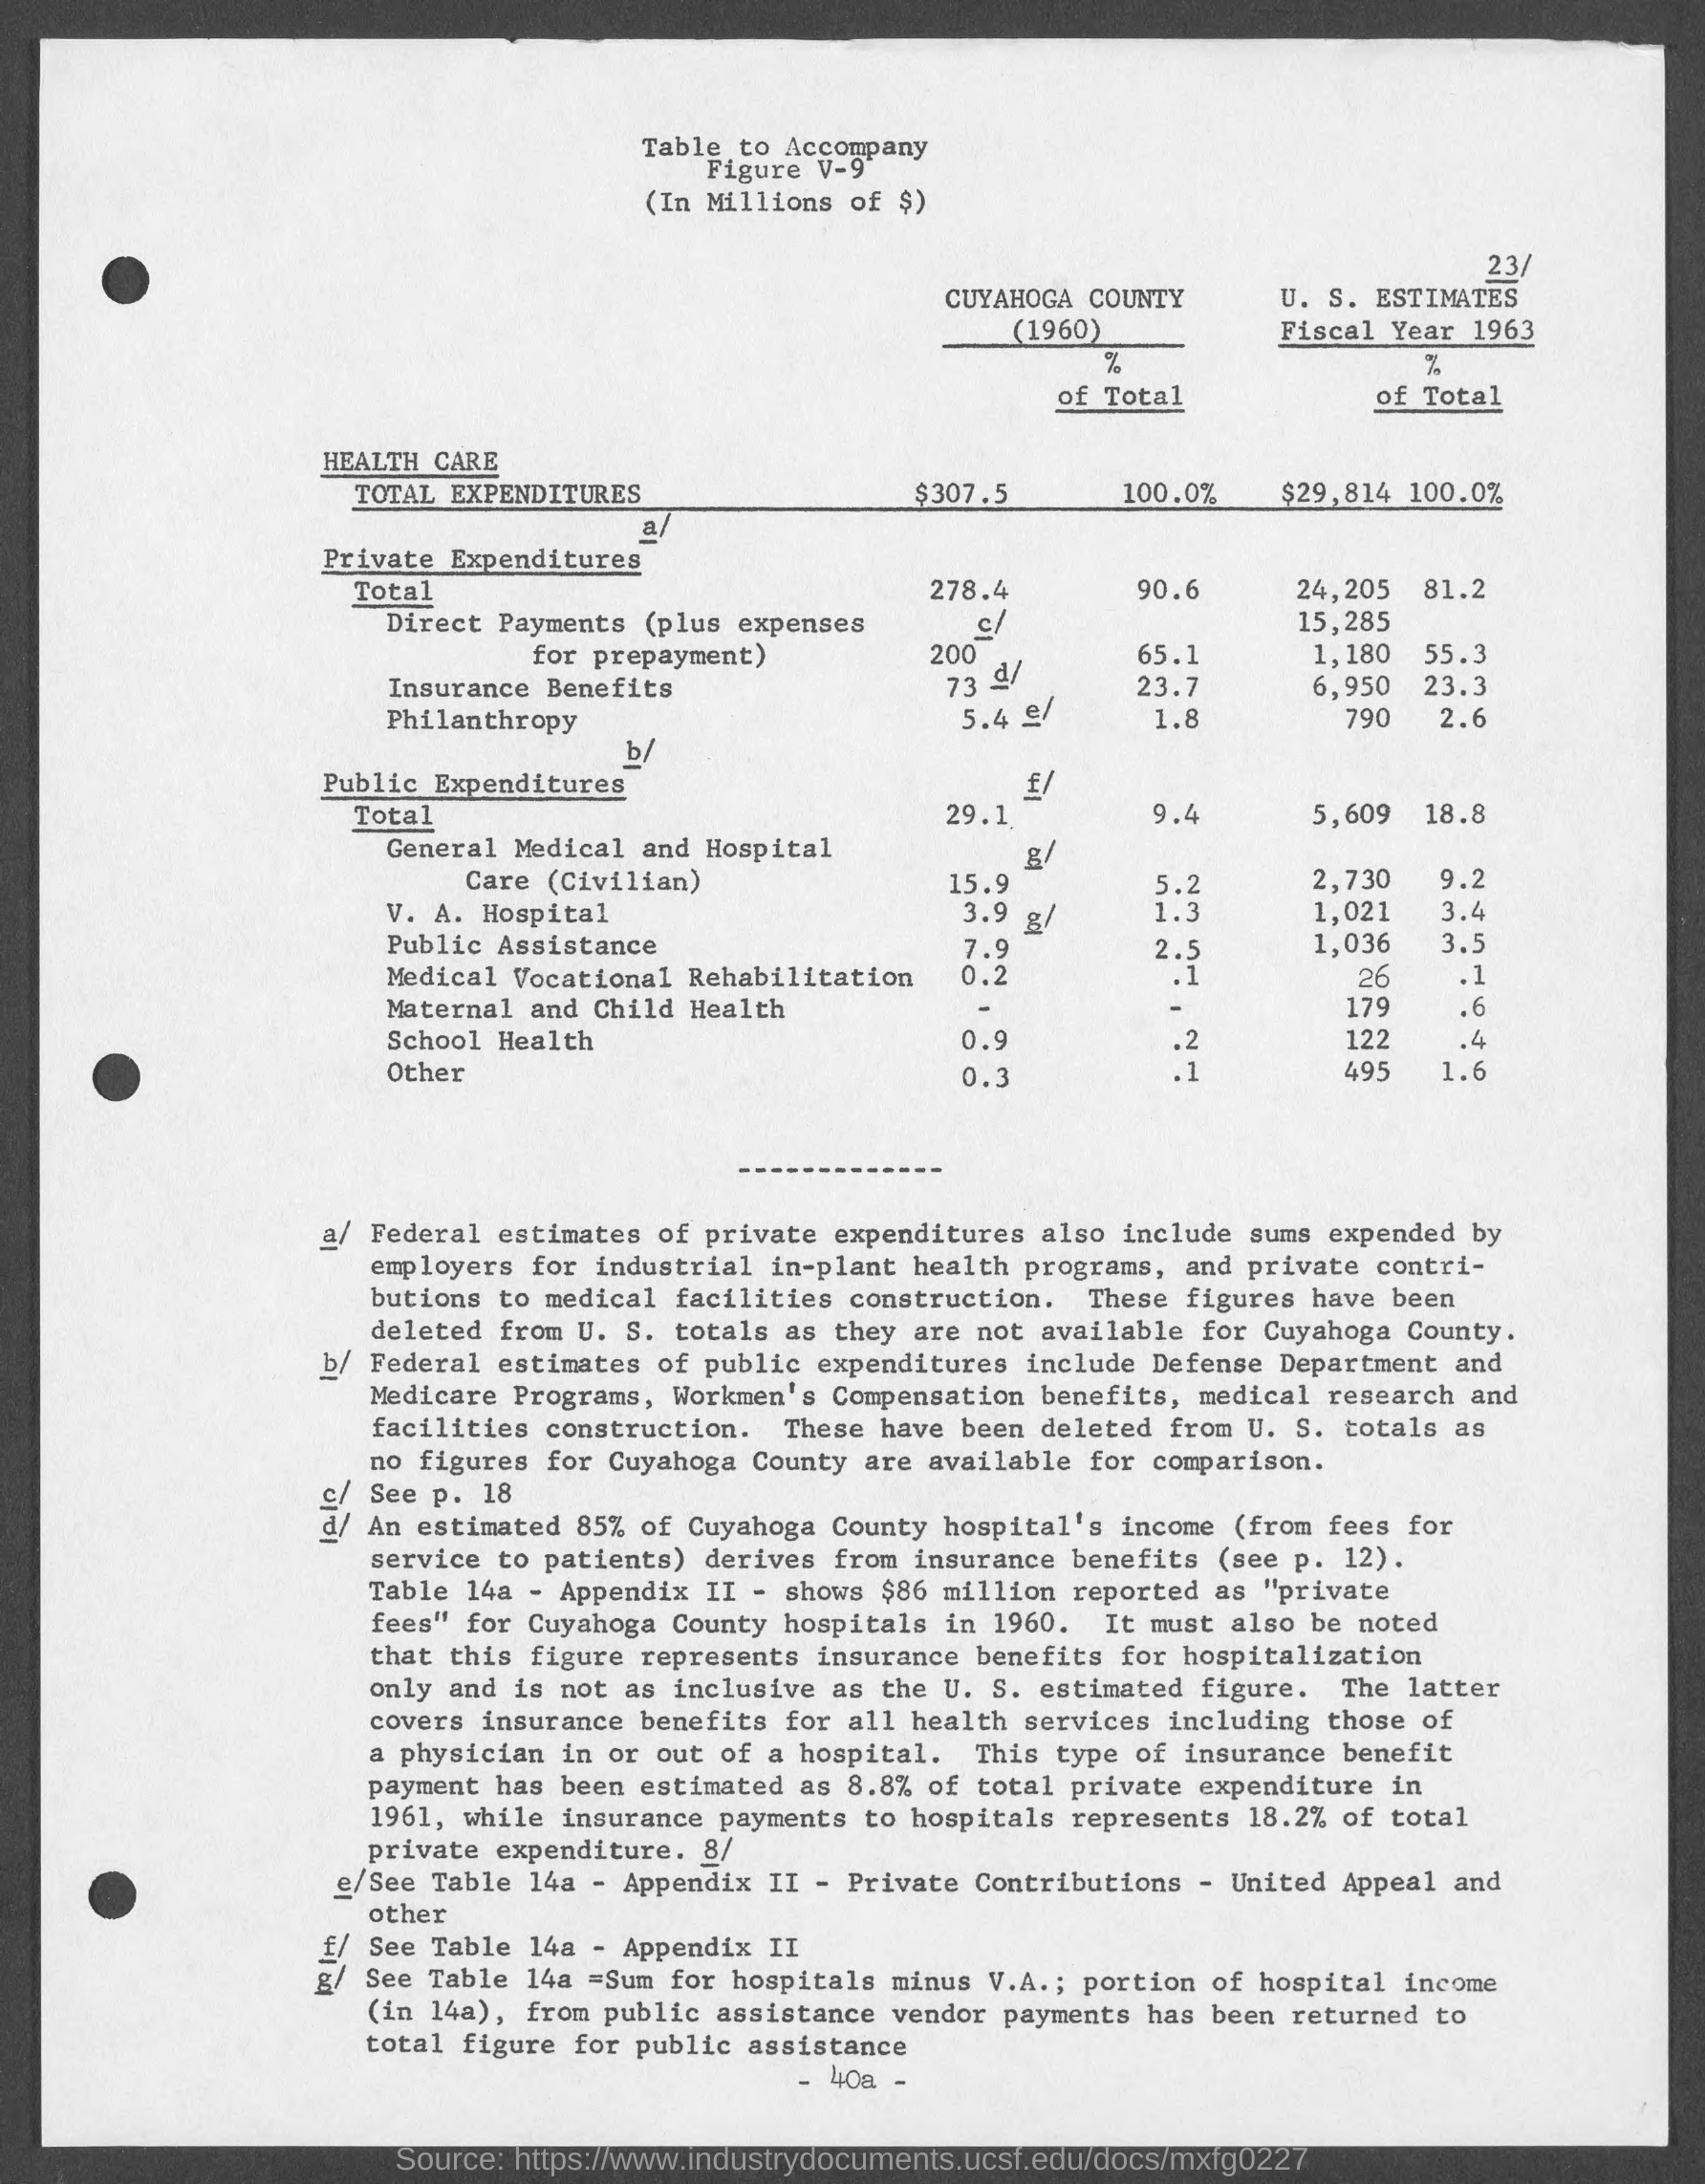 Table to Accompany
Figure V-9
(In Millions of $)
23/
CUYAHOGA COUNTY U. S. ESTIMATES
(1960) Fiscal Year 1963
% %
of Total of Total
HEALTH CARE
TOTAL EXPENDITURES $307.5 100.0% $29,814 100.0%
a/
Private Expenditures
Total 278.4 90.6 24,205 81.2
Direct Payments (plus expenses c/ 15,285
for prepayment) 200 65.1 1,180 55.3
Insurance Benefits 73 d/ 23.7 6,950 23.3
Philanthropy 5.4 e/ 1.8 790 2.6
b/
Public Expenditures f/
Total 29.1 9.4 5,609 18.8
General Medical and Hospital g/
Care (Civilian) 15.9 5.2 2,730 9.2
V. A. Hospital 3.9 g/ 1.3 1,021 3.4
Public Assistance 7.9 2.5 1,036 3.5
Medical Vocational Rehabilitation 0.2 .1 26 .1
Maternal and Child Health - - 179 .6
School Health 0.9 .2 122 .4
Other 0.3 .1 495 1.6
-------------
a/ Federal estimates of private expenditures also include sums expended by
employers for industrial in-plant health programs, and private contri-
butions to medical facilities construction. These figures have been
deleted from U. S. totals as they are not available for Cuyahoga County.
b/ Federal estimates of public expenditures include Defense Department and
Medicare Programs, Workmen's Compensation benefits, medical research and
facilities construction. These have been deleted from U. S. totals as
no figures for Cuyahoga County are available for comparison.
c/ See p. 18
d/ An estimated 85% of Cuyahoga County hospital's income (from fees for
service to patients) derives from insurance benefits (see p. 12).
Table 14a - Appendix II - shows $86 million reported as "private
fees" for Cuyahoga County hospitals in 1960. It must also be noted
that this figure represents insurance benefits for hospitalization
only and is not as inclusive as the U. S. estimated figure. The latter
covers insurance benefits for all health services including those of
a physician in or out of a hospital. This type of insurance benefit
payment has been estimated as 8.8% of total private expenditure in
1961, while insurance payments to hospitals represents 18.2% of total
private expenditure. 8/
e/See Table 14a - Appendix II - Private Contributions - United Appeal and
other
f/ See Table 14a - Appendix II
g/ See Table 14a =Sum for hospitals minus V.A.; portion of hospital income
(in 14a), from public assistance vendor payments has been returned to
total figure for public assistance
- 40a -
Source: https://www.industrydocuments.ucsf.edu/docs/mxfg0227